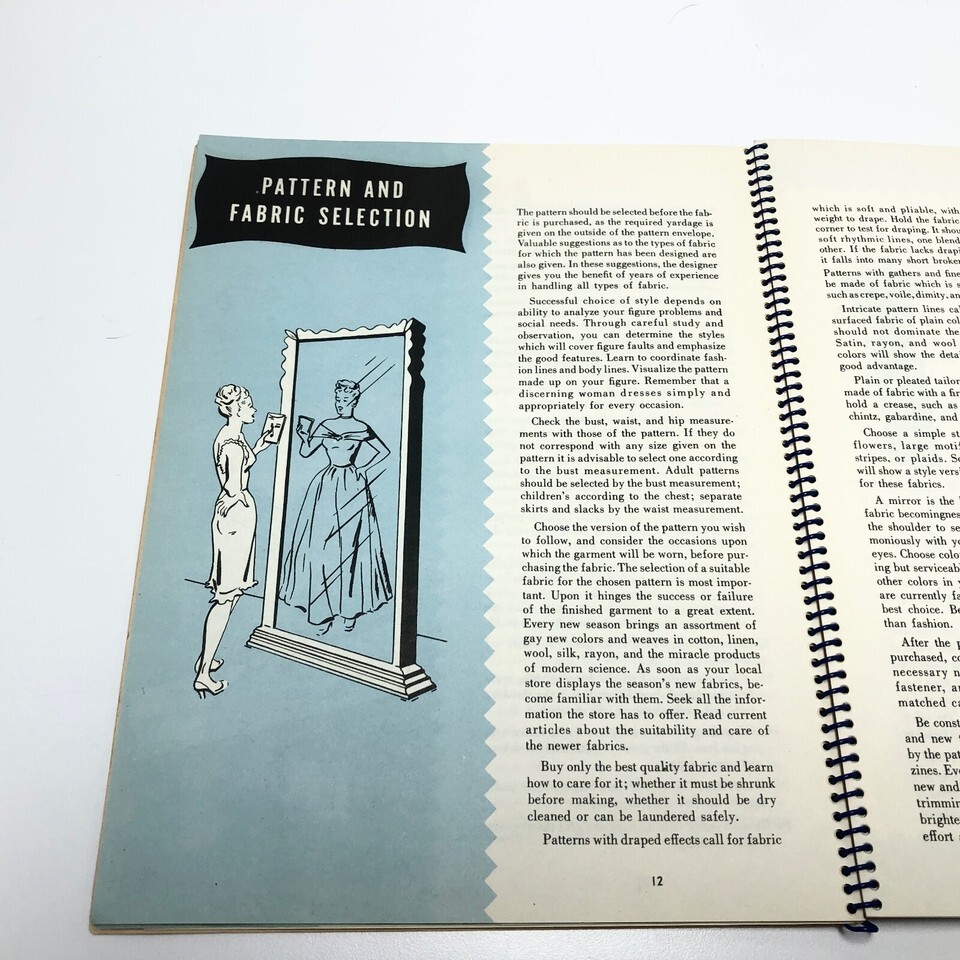 PATTERN AND
FABRIC SELECTION
The pattern should be selected before the fab-
ric is purchased, as the required yardage is
given on the outside of the pattern envelope.
Valuable suggestions as to the types of fabric
for which the pattern has been designed are
also given. In these suggestions, the designer
gives you the benefit of years of experience
in handling all types of fabric.
Successful choice of style depends on
ability to analyze your figure problems and
social needs. Through careful study and
observation, you can determine the styles
which will cover figure faults and emphasize
the good features. Learn to coordinate fash-
ion lines and body lines. Visualize the pattern
made up on your figure. Remember that a
discerning woman dresses simply and
appropriately for every occasion.
Check the bust, waist, and hip measure-
ments with those of the pattern. If they do
not correspond with any size given on the
pattern it is advisable to select one according
to the bust measurement. Adult patterns
should be selected by the bust measurement;
children's according to the chest; separate
skirts and slacks by the waist measurement.
Choose the version of the pattern you wish
to follow, and consider the occasions upon
which the garment will be worn, before pur-
chasing the fabric. The selection of a suitable
fabric for the chosen pattern is most impor-
tant. Upon it hinges the success or failure
of the finished garment to a great extent.
Every new season brings an assortment of
gay new colors and weaves in cotton, linen,
wool, silk, rayon, and the miracle products
of modern science. As soon as your local
store displays the season's new fabrics, be-
come familiar with them. Seek all the infor-
mation the store has to offer. Read current
articles about the suitability and care of
the newer fabrics.
Buy only the best quality fabric and learn
how to care for it; whether it must be shrunk
before making, whether it should be dry
cleaned or can be laundered safely.
Patterns with draped effects call for fabric
12
which is soft and pliable, with
weight to drape. Hold the fabric
corner to test for draping. It shou
soft rhythmic lines, one blend
other. If the fabric lacks drapi
it falls into many short broken
Patterns with gathers and fine
be made of fabric which is s
such as crepe, voile, dimity, an
Intricate pattern lines ca
surfaced fabric of plain col
should not dominate the
Satin, rayon, and wool
colors will show the deta
good advantage.
Plain or pleated tailor
made of fabric with a fir
hold a crease, such as
chintz, gabardine, and
Choose a simple st
flowers, large moti
stripes, or plaids. S
will show a style versi
for these fabrics.
A mirror is the
fabric becomingnes
the shoulder to se
moniously with yo
eyes. Choose colo
ing but serviceab
other colors in
are currently fa
best choice. Be
than fashion.
After the p
purchased, co
necessary n
fastener, a
matched ca
Be const
and new
by the pat
zines. Ev
new and
trimmin
brighte
effort